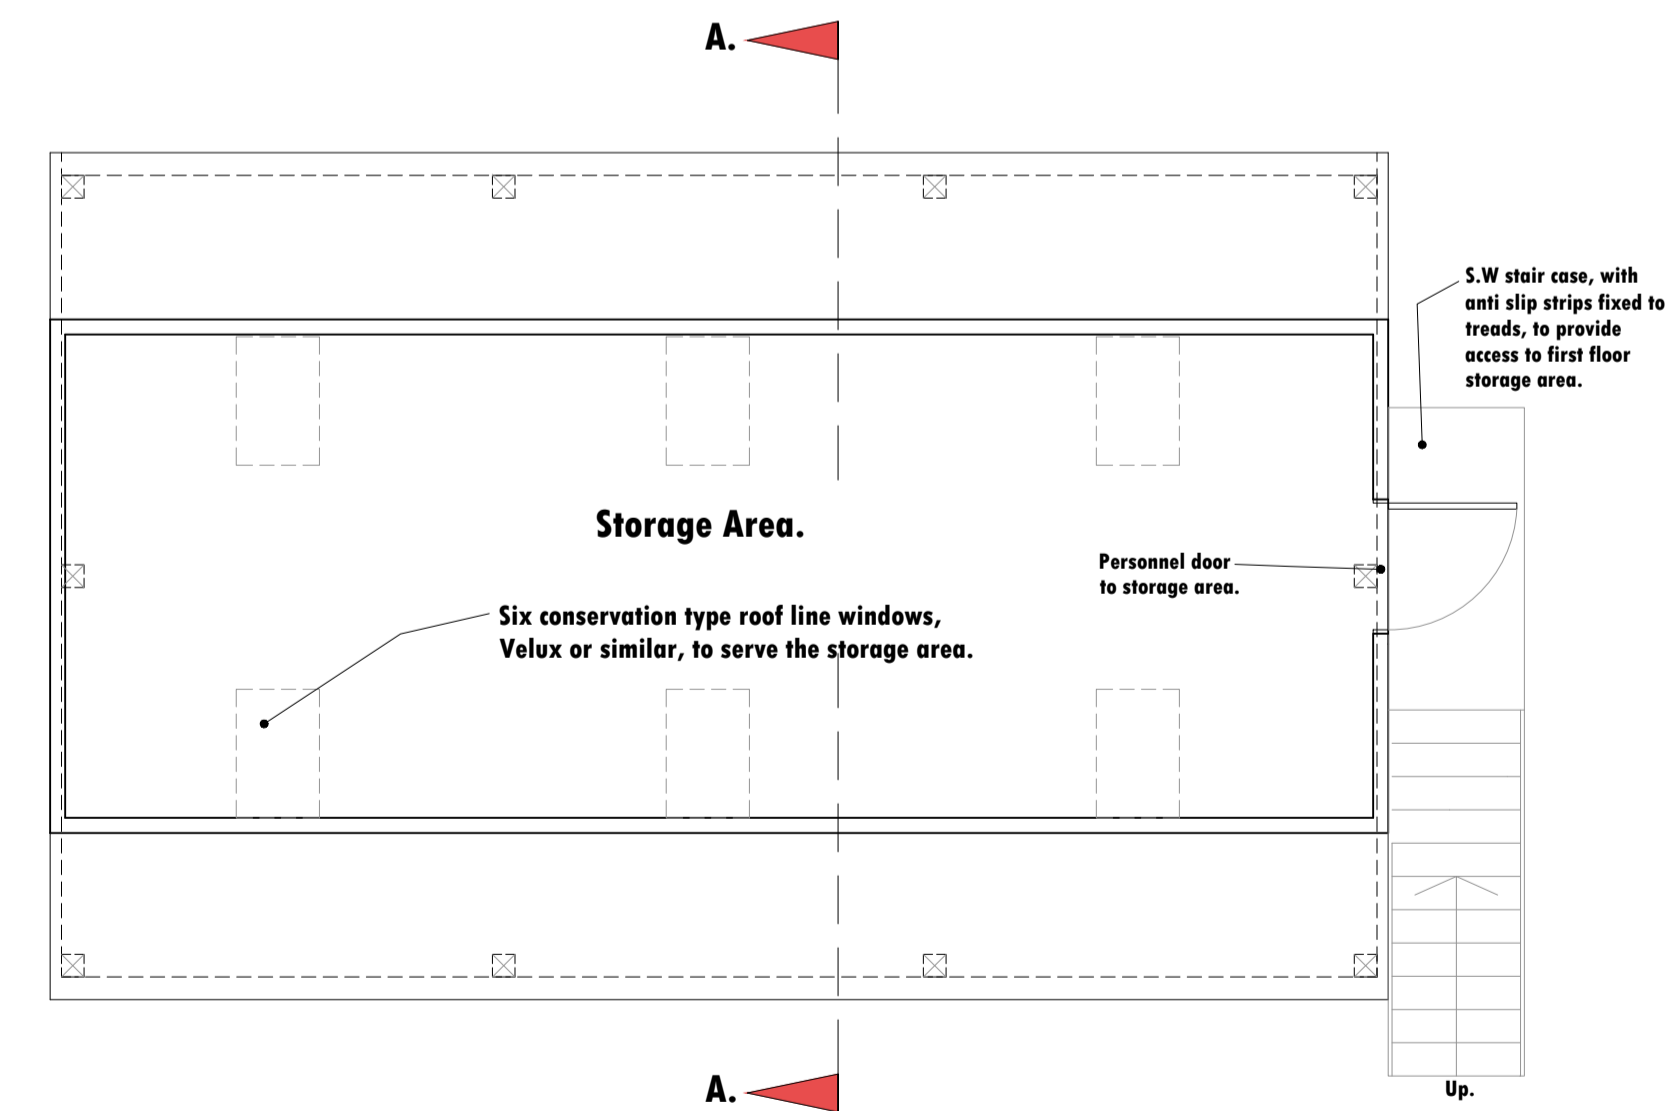 A.
S.W stair case, with
anti slip strips fixed to
treads, to provide
access to first floor
storage area.
Storage Area.
Personnel door
to storage area.
Six conservation type roof line windows,
Velux or similar, to serve the storage area.
A.
Up.